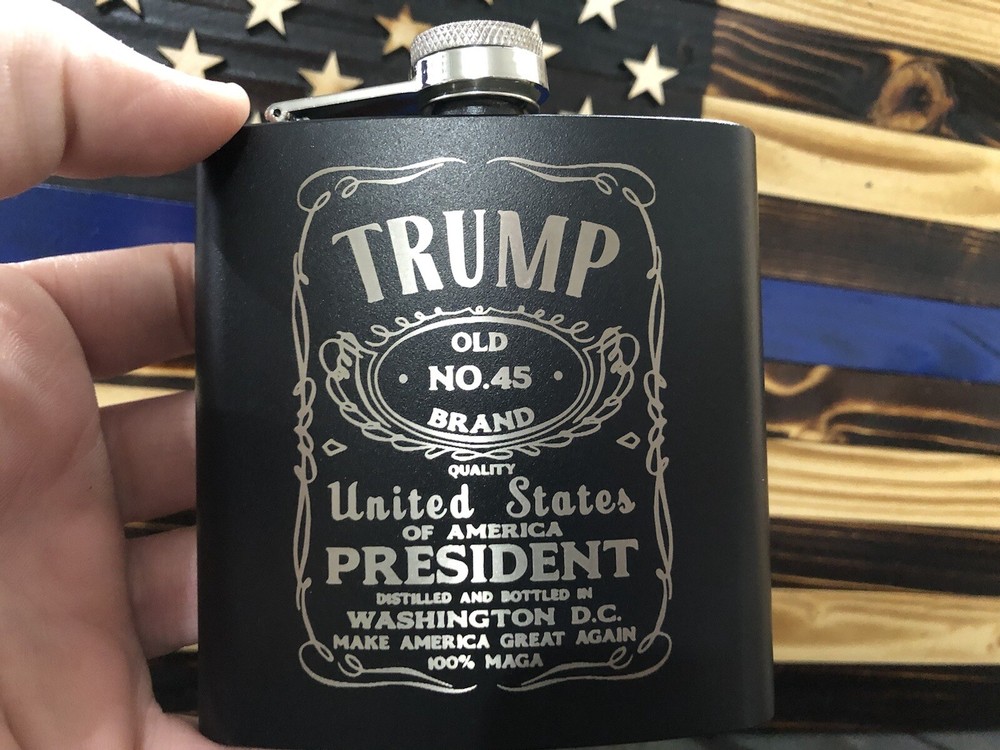 TRUMP
OLD
NO.45
BRAND
QUALITY
United States
OF AMERICA
PRESIDENT
DISTILLED AND BOTTLED IN
WASHINGTON D.C.
MAKE AMERICA GREAT AGAIN
100% MAGA